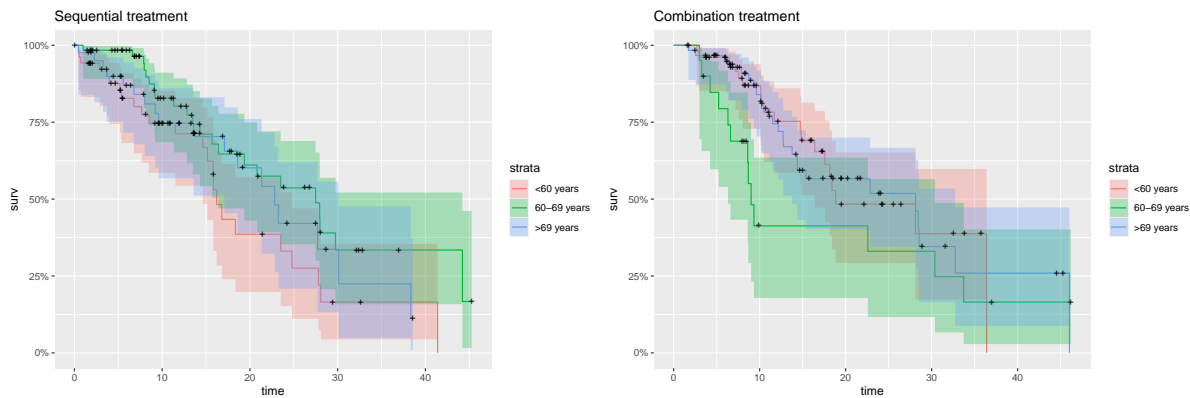 Sequential treatment
100%
75%
50%
25%
0%
surv
0
10
20
30
40
time
strata
<60 years
60−69 years
>69 years
Combination treatment
100%
75%
50%
25%
0%
surv
0
10
20
30
40
time
strata
<60 years
60−69 years
>69 years